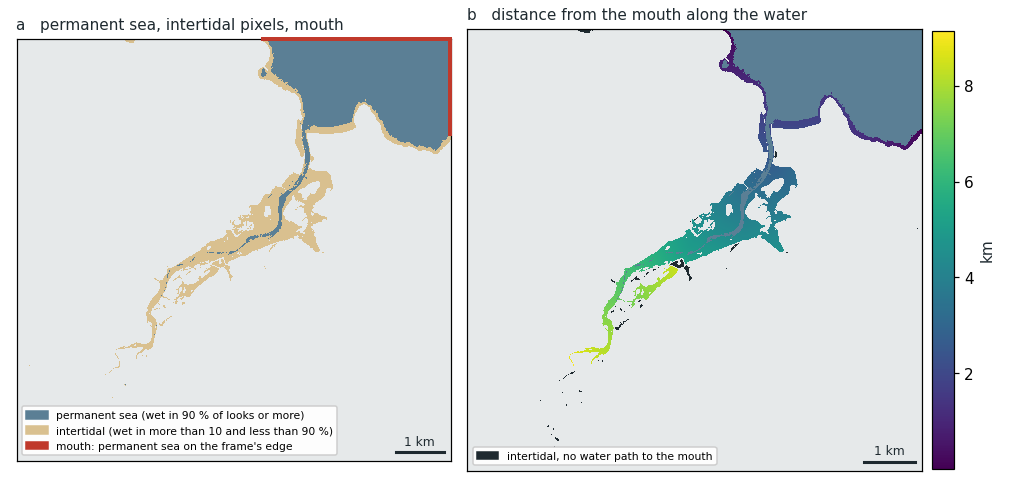 a permanent sea, intertidal pixels, mouth
permanent sea (wet in 90 % of looks or more)
intertidal (wet in more than 10 and less than 90 %)
mouth: permanent sea on the frame's edge
1 km
b distance from the mouth along the water
intertidal, no water path to the mouth
1 km
8
6
4
2
km